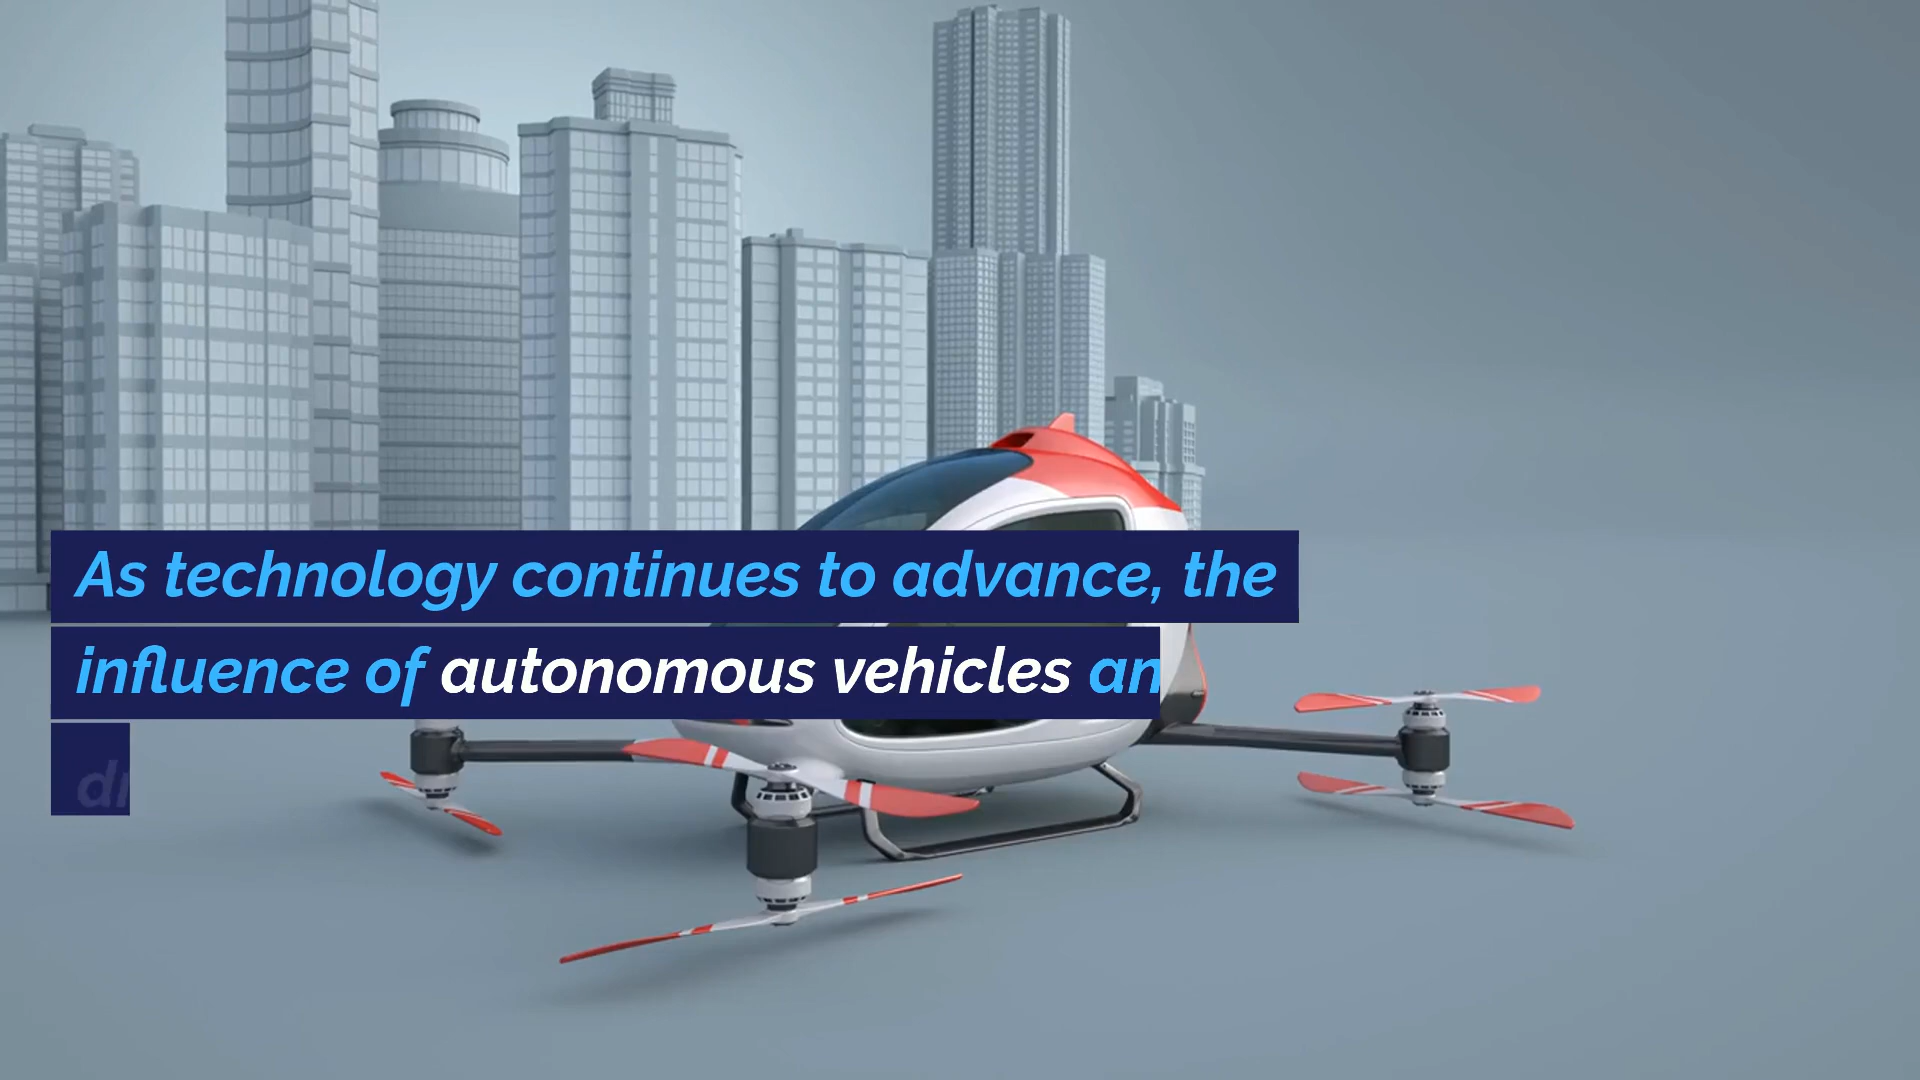 As technology continues to advance, the
influence of autonomous vehicles an